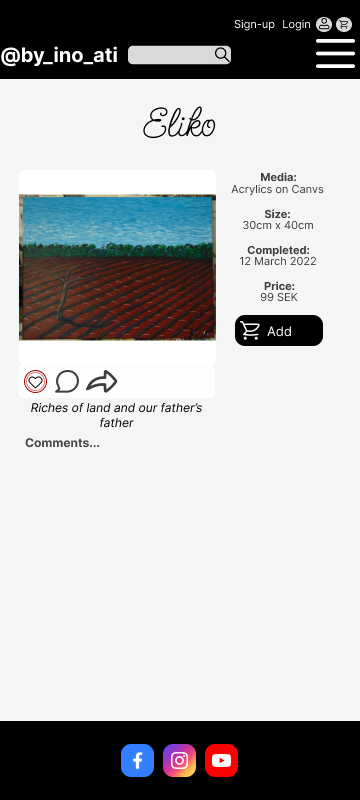 Sign-up Login
@by_ino_ati
Eliko
Media:
Acrylics on Canvs
Size:
30cm x 40cm
Completed:
12 March 2022
Price:
99 SEK
Add
Riches of land and our father’s
father
Comments...